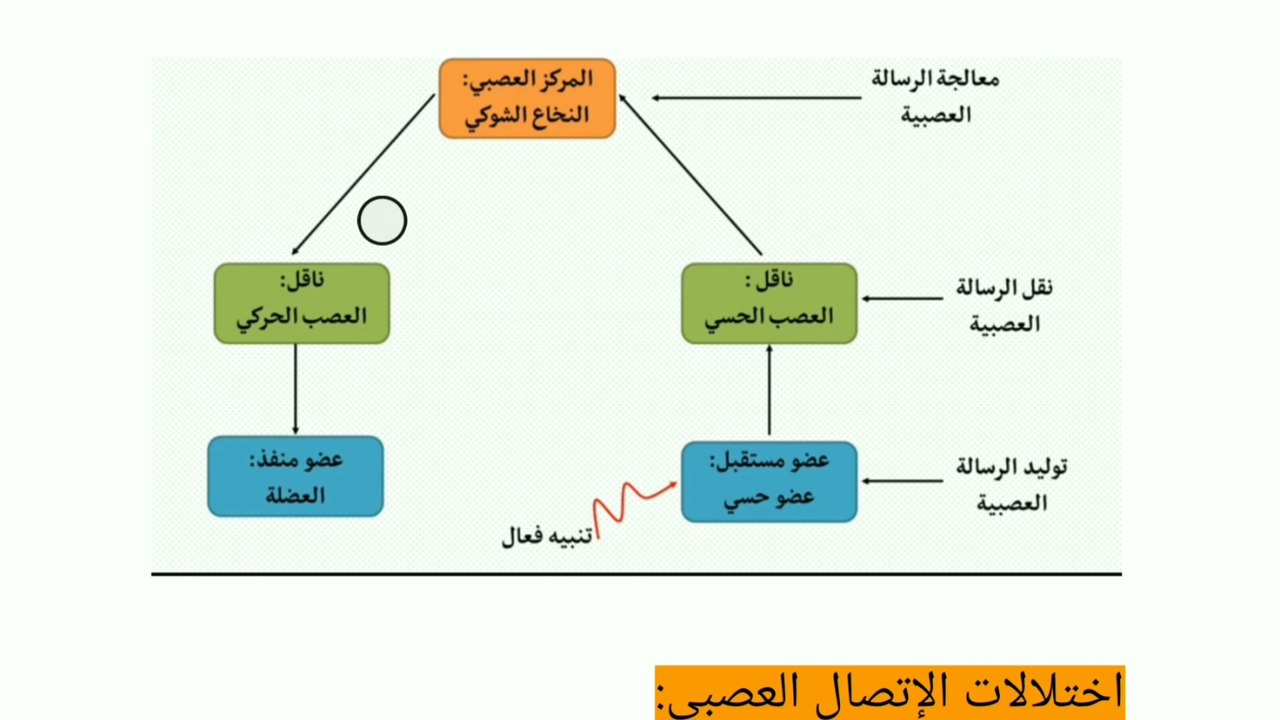 معالجة الرسالة
العصبية
المركز العصبي:
النخاع الشوكي
نقل الرسالة
العصبية
ناقل :
العصب الحسي
ناقل:
العصب الحركي
توليد الرسالة
العصبية
عضو مستقبل:
عضو حسي
تنبيه فعال
عضو منفذ:
العضلة
اختلالات الإتصال العصبي: